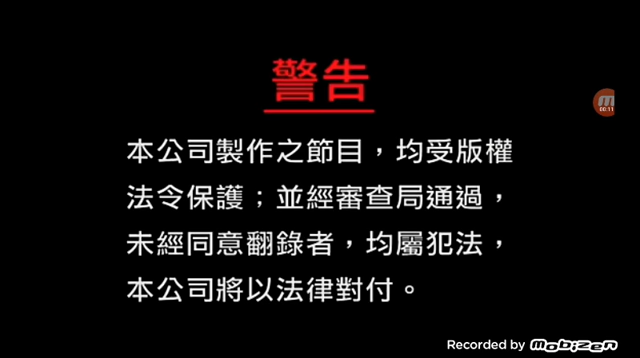 警告
本公司製作之節目，均受版權
法令保護；並經審查局通過，
未經同意翻錄者，均屬犯法，
本公司將以法律對付。
00:11
Recorded by Mobizen